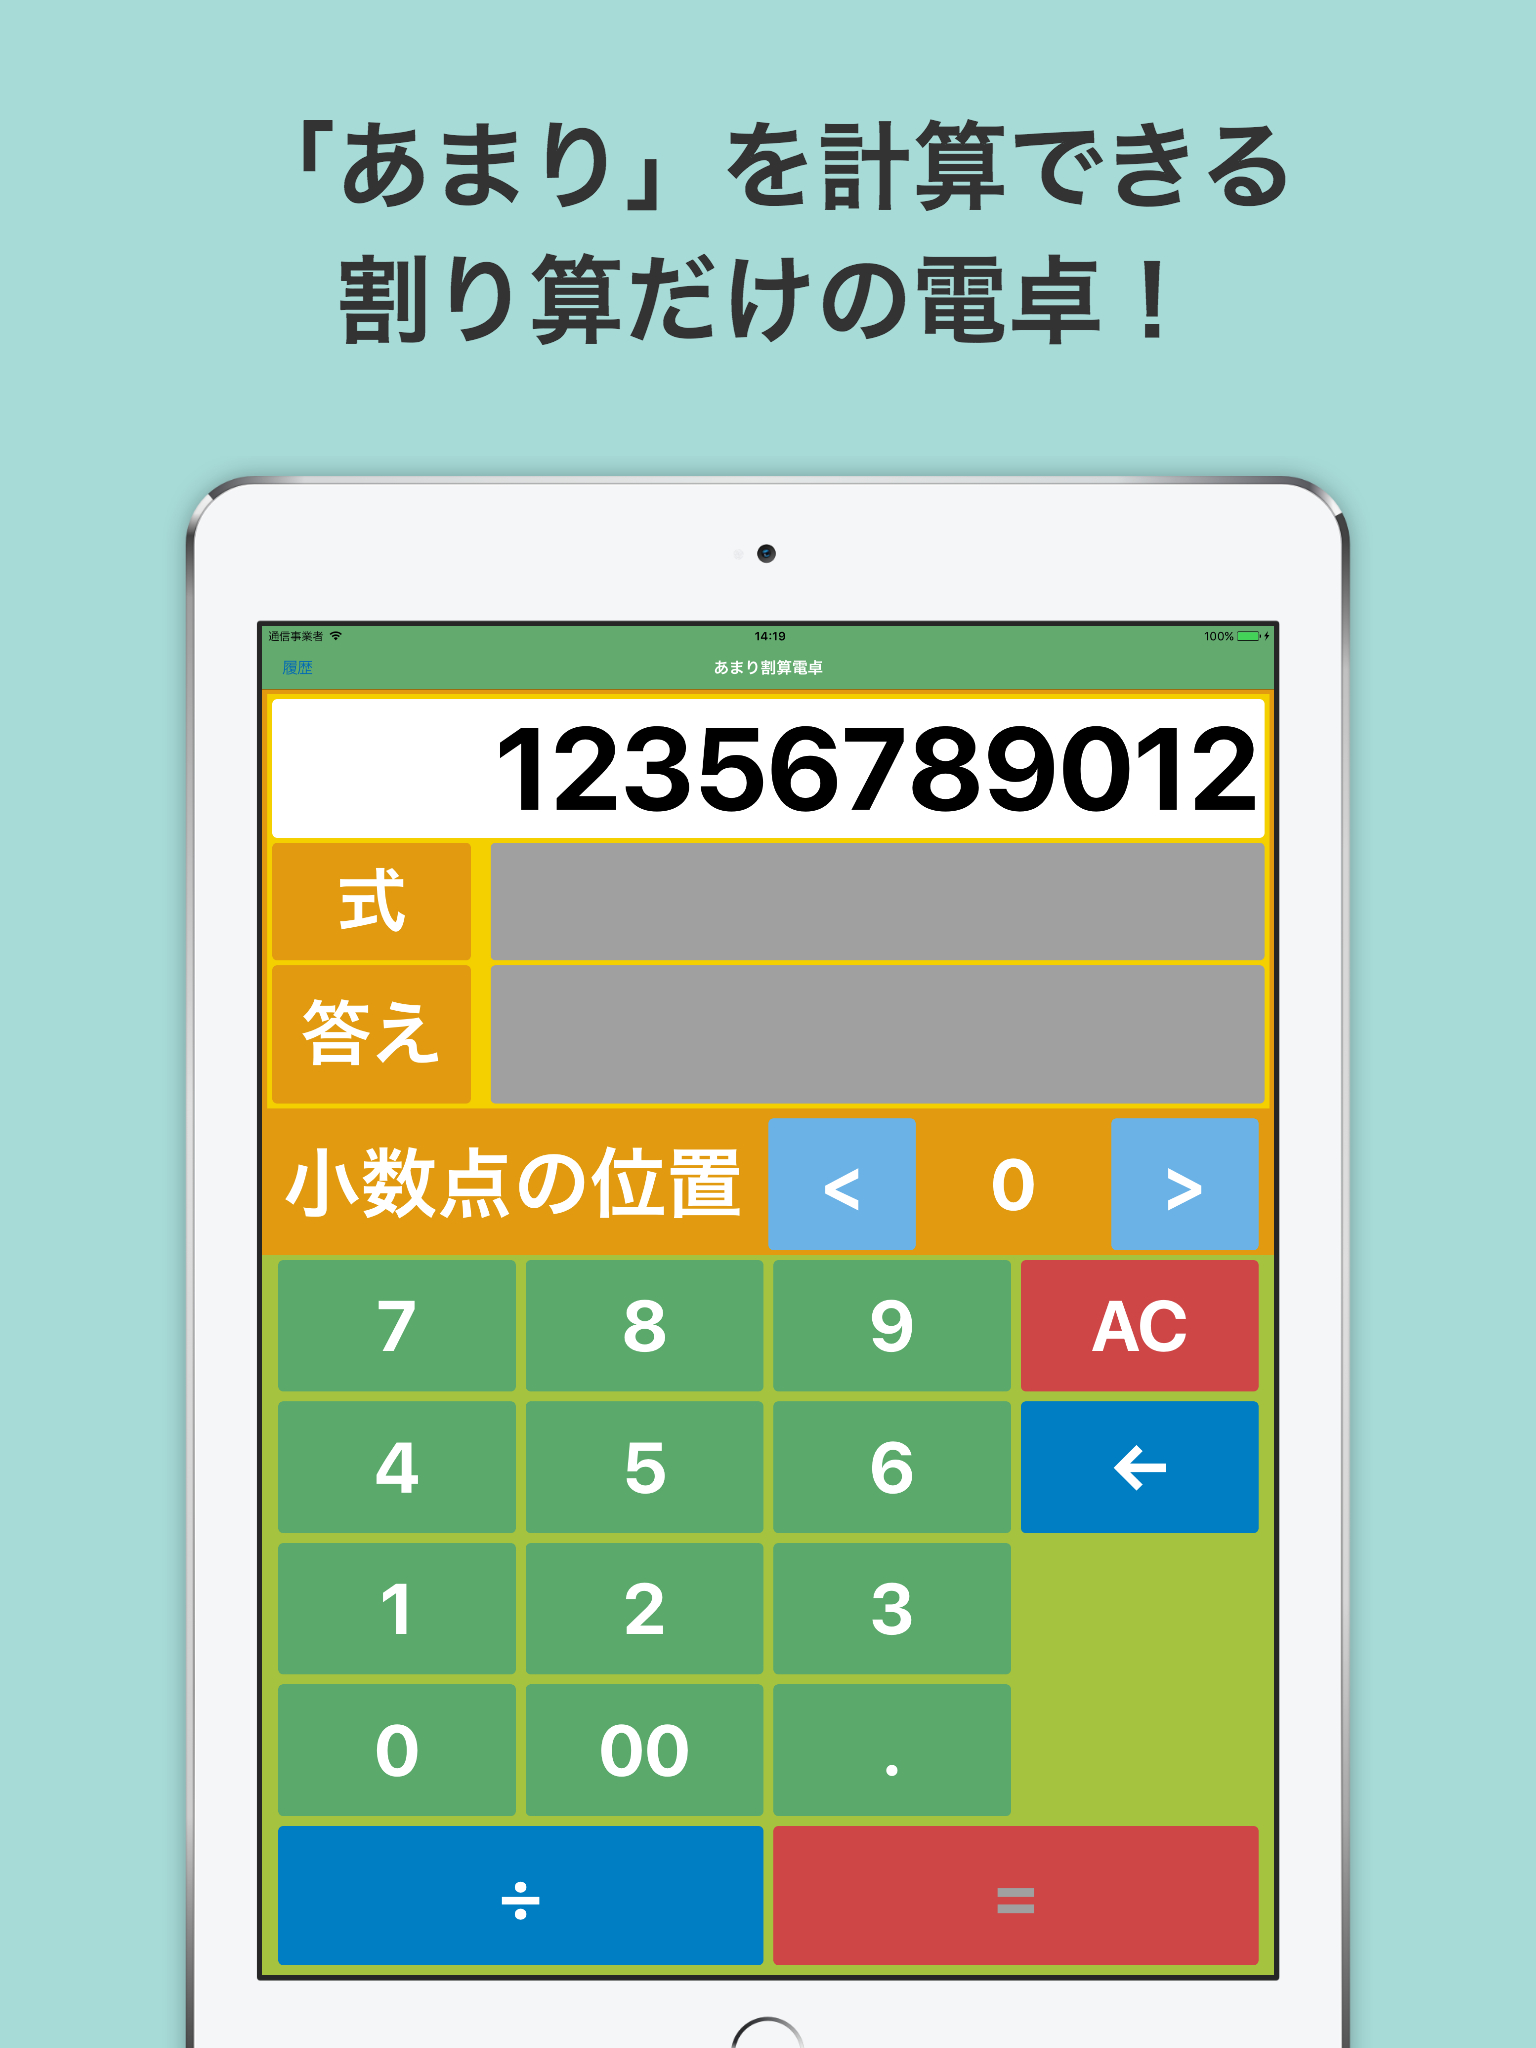 「あまり」を計算できる
割り算だけの電卓！
通信事業者 14:19 100%
履歴 あまり割算電卓
12356789012
式
答え
小数点の位置 < 0 >
7 8 9 AC
4 5 6 ←
1 2 3
0 00 .
÷ =